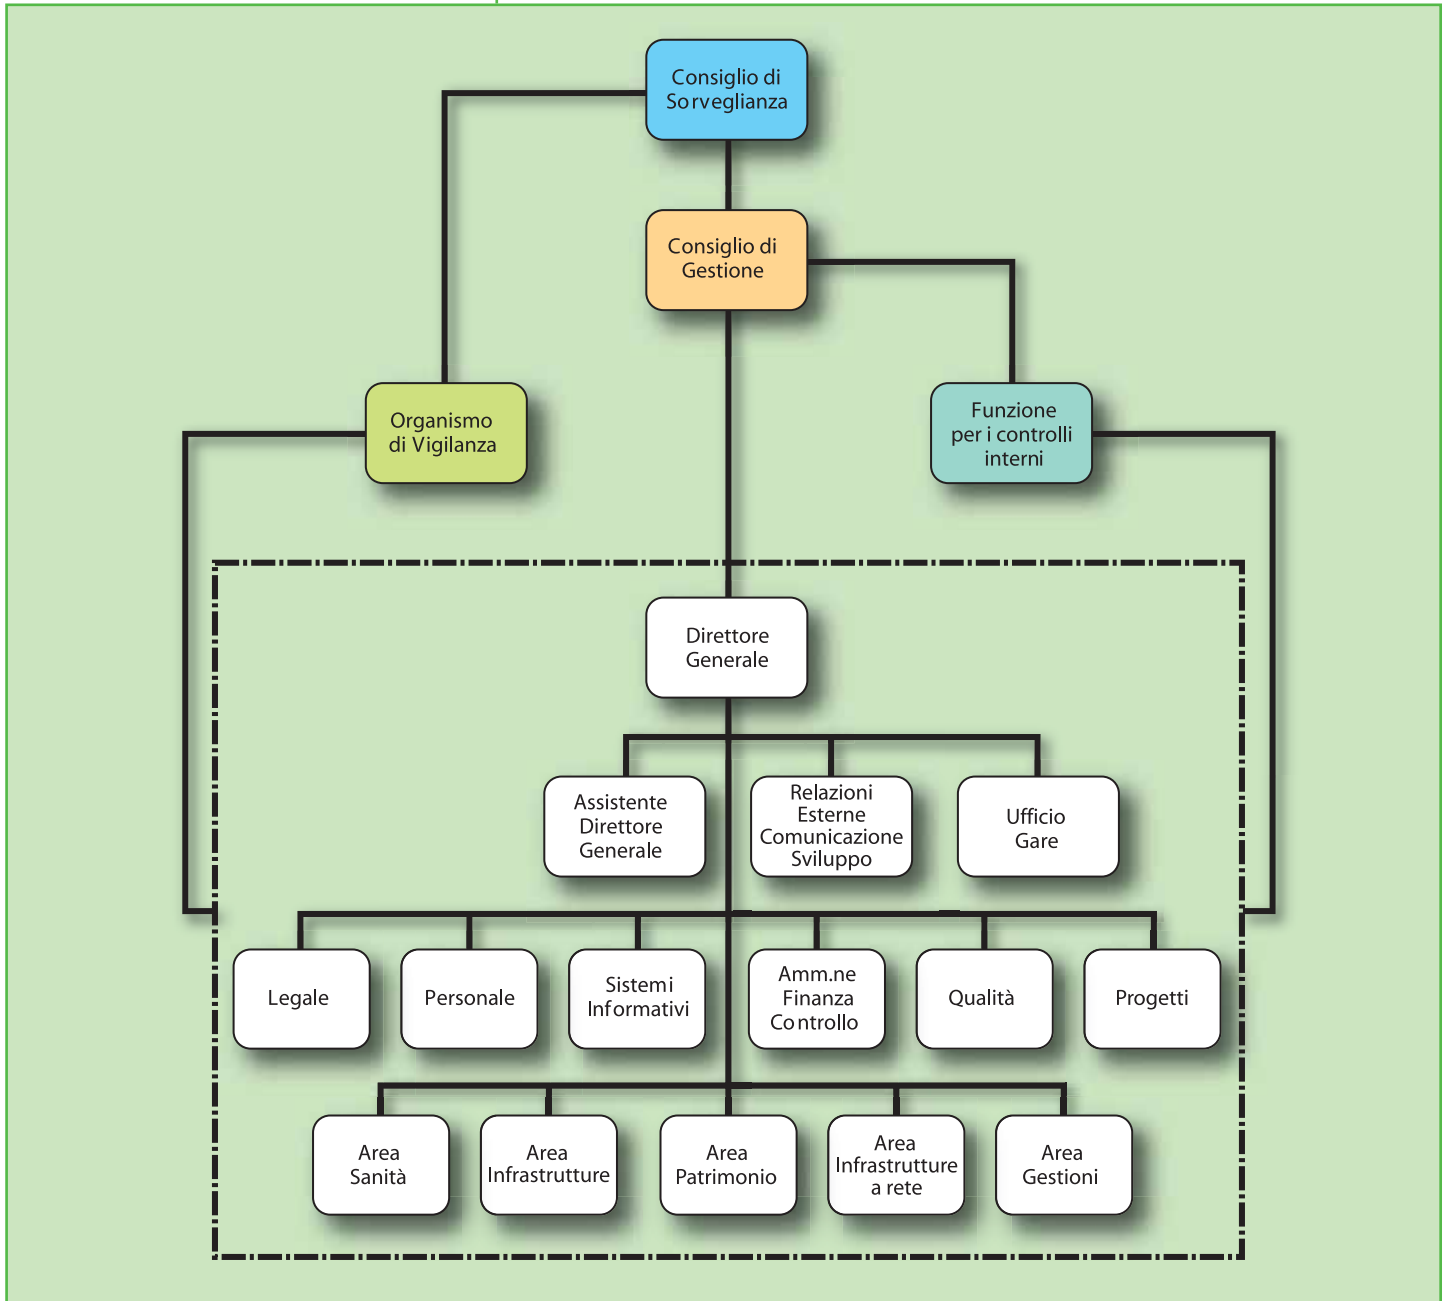 Consiglio di
Sorveglianza
Consiglio di
Gestione
Organismo
di Vigilanza
Funzione
per i controlli
interni
Direttore
Generale
Assistente
Direttore
Generale
Relazioni
Esterne
Comunicazione
Sviluppo
Ufficio
Gare
Legale
Personale
Sistemi
Informativi
Amm.ne
Finanza
Controllo
Qualità
Progetti
Area
Sanità
Area
Infrastrutture
Area
Patrimonio
Area
Infrastrutture
a rete
Area
Gestioni